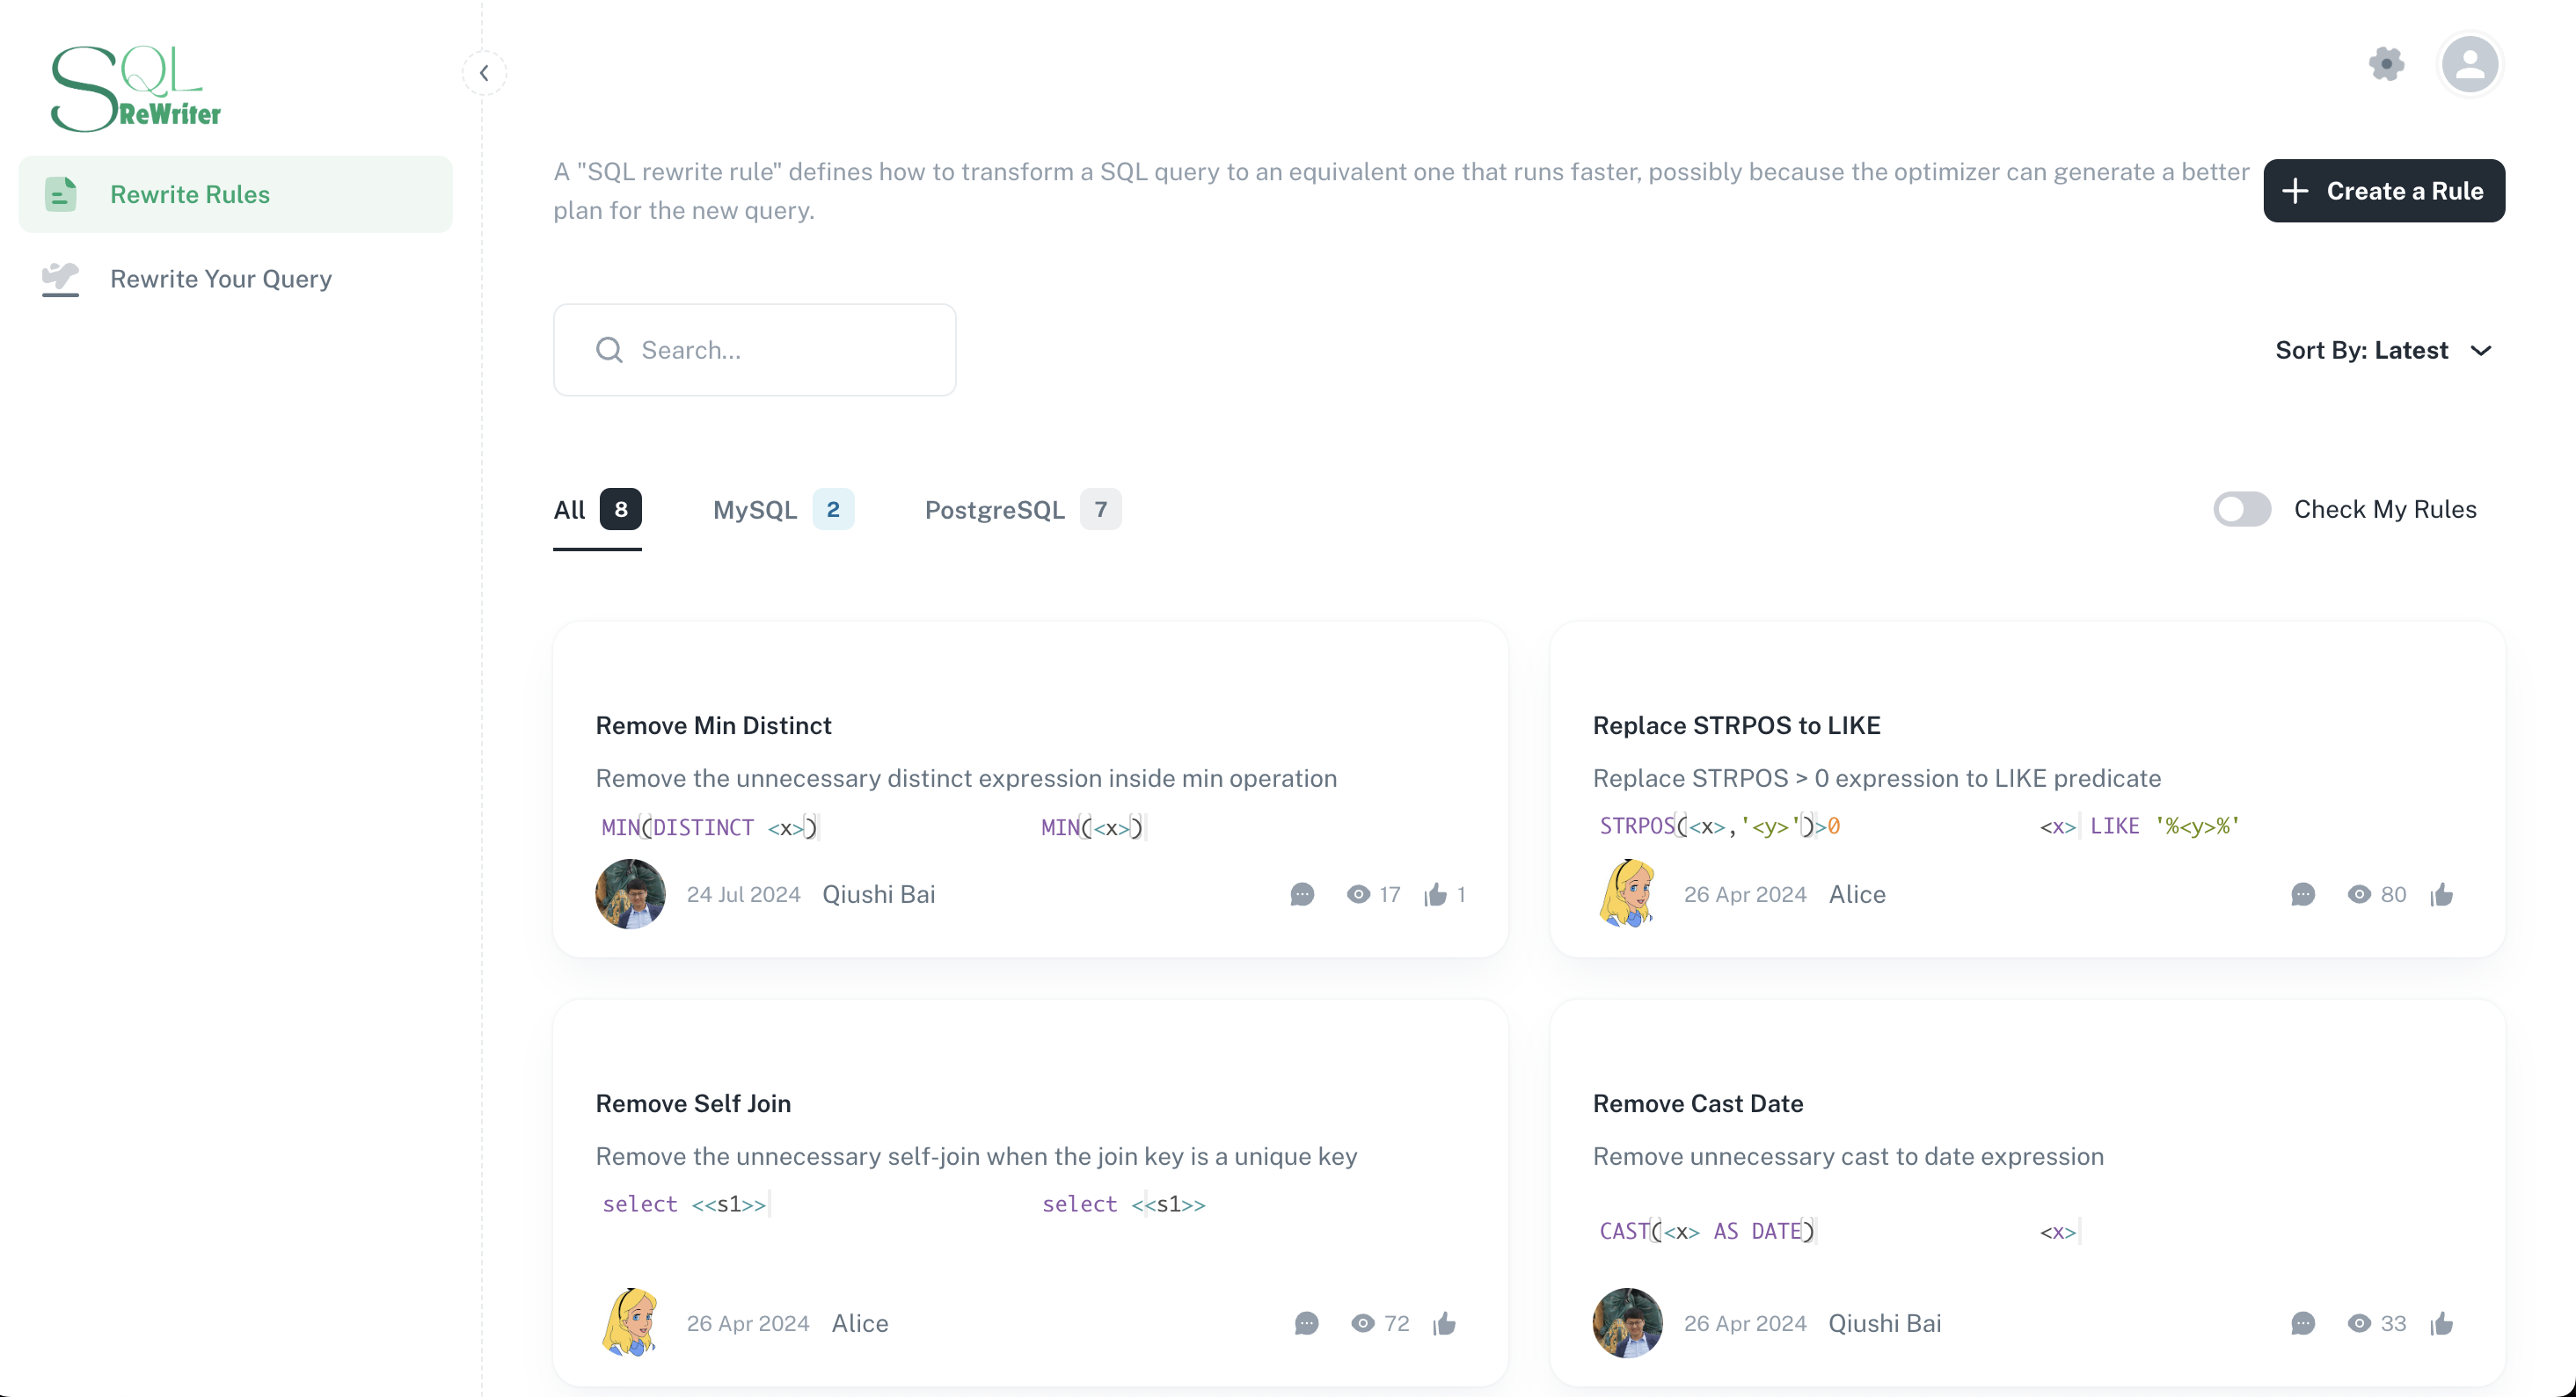 SQL
ReWriter
Rewrite Rules
Rewrite Your Query
A "SQL rewrite rule" defines how to transform a SQL query to an equivalent one that runs faster, possibly because the optimizer can generate a better
plan for the new query.
Create a Rule
Search...
Sort By: Latest
All 8 MySQL 2 PostgreSQL 7
Check My Rules
Remove Min Distinct
Remove the unnecessary distinct expression inside min operation
MIN(DISTINCT <x>) MIN(<x>)
24 Jul 2024 Qiushi Bai 17 1
Replace STRPOS to LIKE
Replace STRPOS > 0 expression to LIKE predicate
STRPOS(<x>,'<y>')>0 <x> LIKE '%<y>%'
26 Apr 2024 Alice 80
Remove Self Join
Remove the unnecessary self-join when the join key is a unique key
select <<s1>> select <<s1>>
26 Apr 2024 Alice 72
Remove Cast Date
Remove unnecessary cast to date expression
CAST(<x> AS DATE) <x>
26 Apr 2024 Qiushi Bai 33